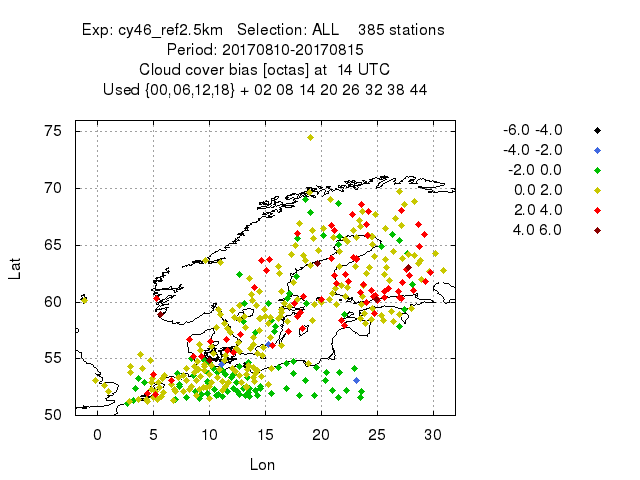 Exp: cy46_ref2.5km Selection: ALL 385 stations
Period: 20170810-20170815
Cloud cover bias [octas] at 14 UTC
Used {00,06,12,18} + 02 08 14 20 26 32 38 44
-6.0 -4.0
-4.0 -2.0
-2.0 0.0
0.0 2.0
2.0 4.0
4.0 6.0
75
70
65
60
55
50
Lat
0 5 10 15 20 25 30
Lon